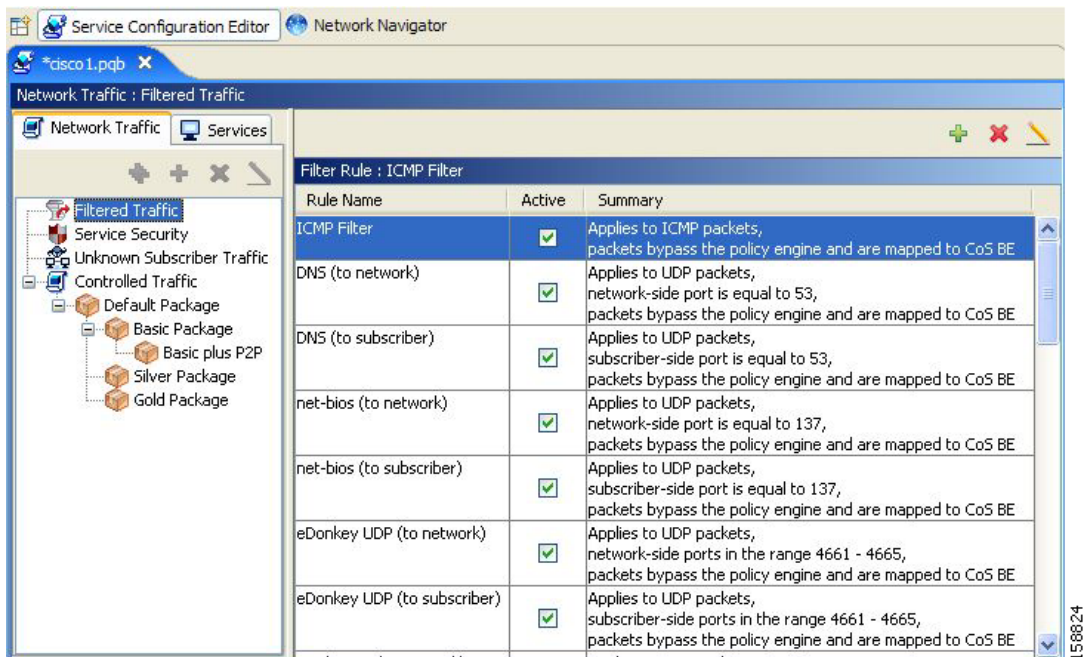 Service Configuration Editor
Network Navigator
*cisco1.pqb
Network Traffic : Filtered Traffic
Network Traffic
Services
Filtered Traffic
Service Security
Unknown Subscriber Traffic
Controlled Traffic
Default Package
Basic Package
Basic plus P2P
Silver Package
Gold Package
Filter Rule : ICMP Filter
Rule Name Active Summary
ICMP Filter
Applies to ICMP packets,
packets bypass the policy engine and are mapped to CoS BE
DNS (to network)
Applies to UDP packets,
network-side port is equal to 53,
packets bypass the policy engine and are mapped to CoS BE
DNS (to subscriber)
Applies to UDP packets,
subscriber-side port is equal to 53,
packets bypass the policy engine and are mapped to CoS BE
net-bios (to network)
Applies to UDP packets,
network-side port is equal to 137,
packets bypass the policy engine and are mapped to CoS BE
net-bios (to subscriber)
Applies to UDP packets,
subscriber-side port is equal to 137,
packets bypass the policy engine and are mapped to CoS BE
eDonkey UDP (to network)
Applies to UDP packets,
network-side ports in the range 4661 - 4665,
packets bypass the policy engine and are mapped to CoS BE
eDonkey UDP (to subscriber)
Applies to UDP packets,
subscriber-side ports in the range 4661 - 4665,
packets bypass the policy engine and are mapped to CoS BE
158824